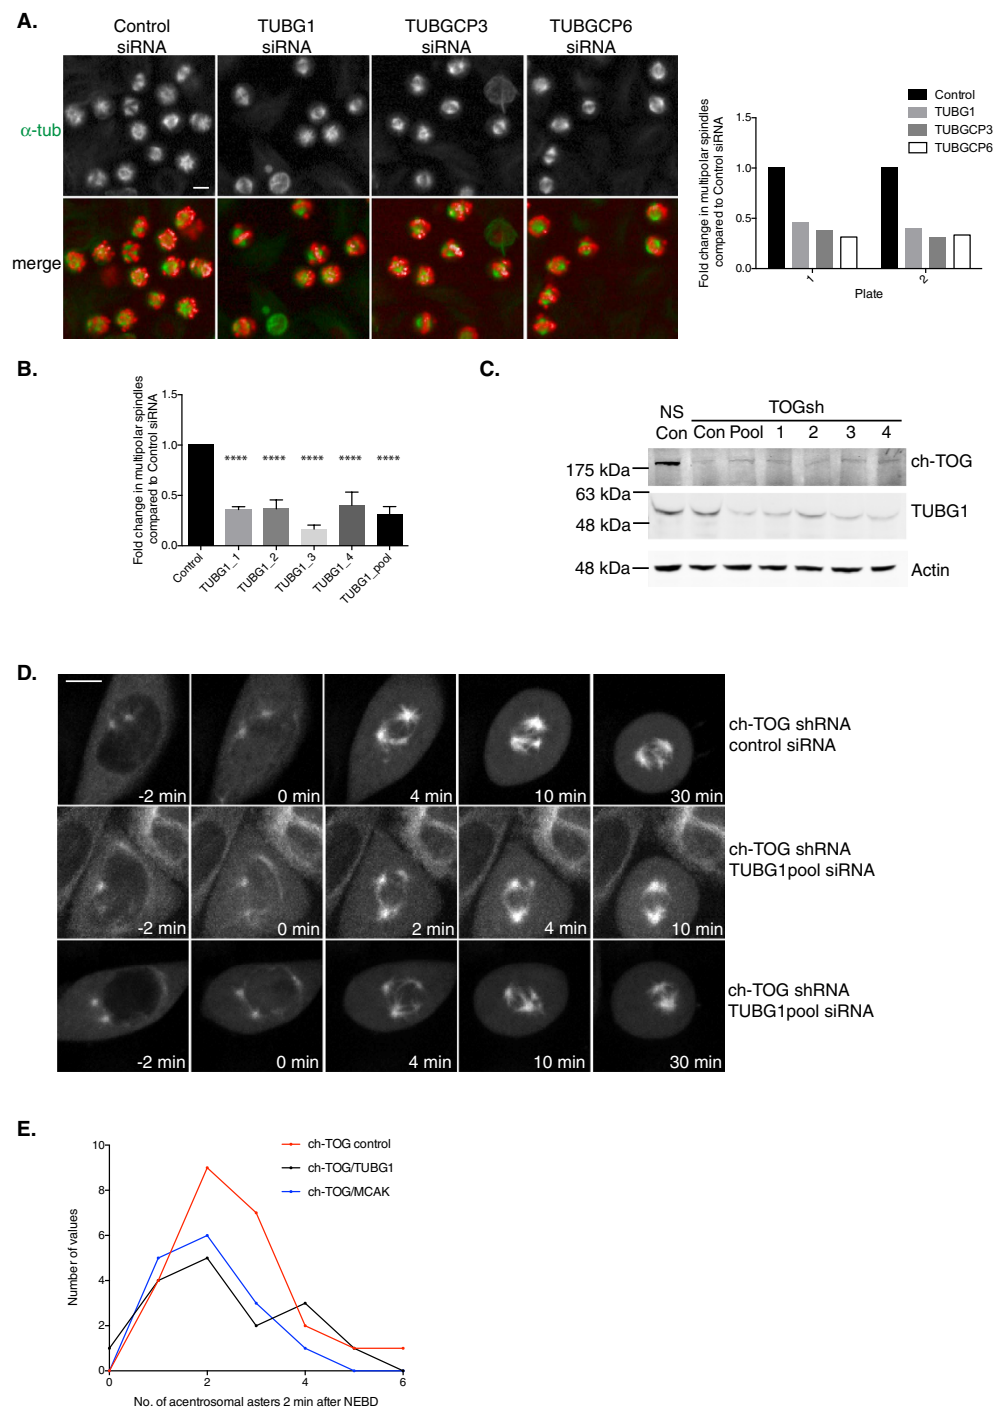 A.
Control siRNA
TUBG1 siRNA
TUBGCP3 siRNA
TUBGCP6 siRNA
α-tub
merge
Fold change in multipolar spindles
compared to Control siRNA
1.5
1.0
0.5
0.0
1
2
Plate
Control
TUBG1
TUBGCP3
TUBGCP6
B.
Fold change in multipolar spindles
compared to Control siRNA
1.5
1.0
0.5
0.0
**** **** **** **** ****
Control
TUBG1_1
TUBG1_2
TUBG1_3
TUBG1_4
TUBG1_pool
C.
NS Con
TOGsh
Con Pool 1 2 3 4
175 kDa
ch-TOG
63 kDa
48 kDa
TUBG1
48 kDa
Actin
D.
-2 min 0 min 4 min 10 min 30 min
ch-TOG shRNA
control siRNA
-2 min 0 min 2 min 4 min 10 min
ch-TOG shRNA
TUBG1pool siRNA
-2 min 0 min 4 min 10 min 30 min
ch-TOG shRNA
TUBG1pool siRNA
E.
Number of values
10
8
6
4
2
0
0 2 4 6
No. of acentrosomal asters 2 min after NEBD
ch-TOG control
ch-TOG/TUBG1
ch-TOG/MCAK